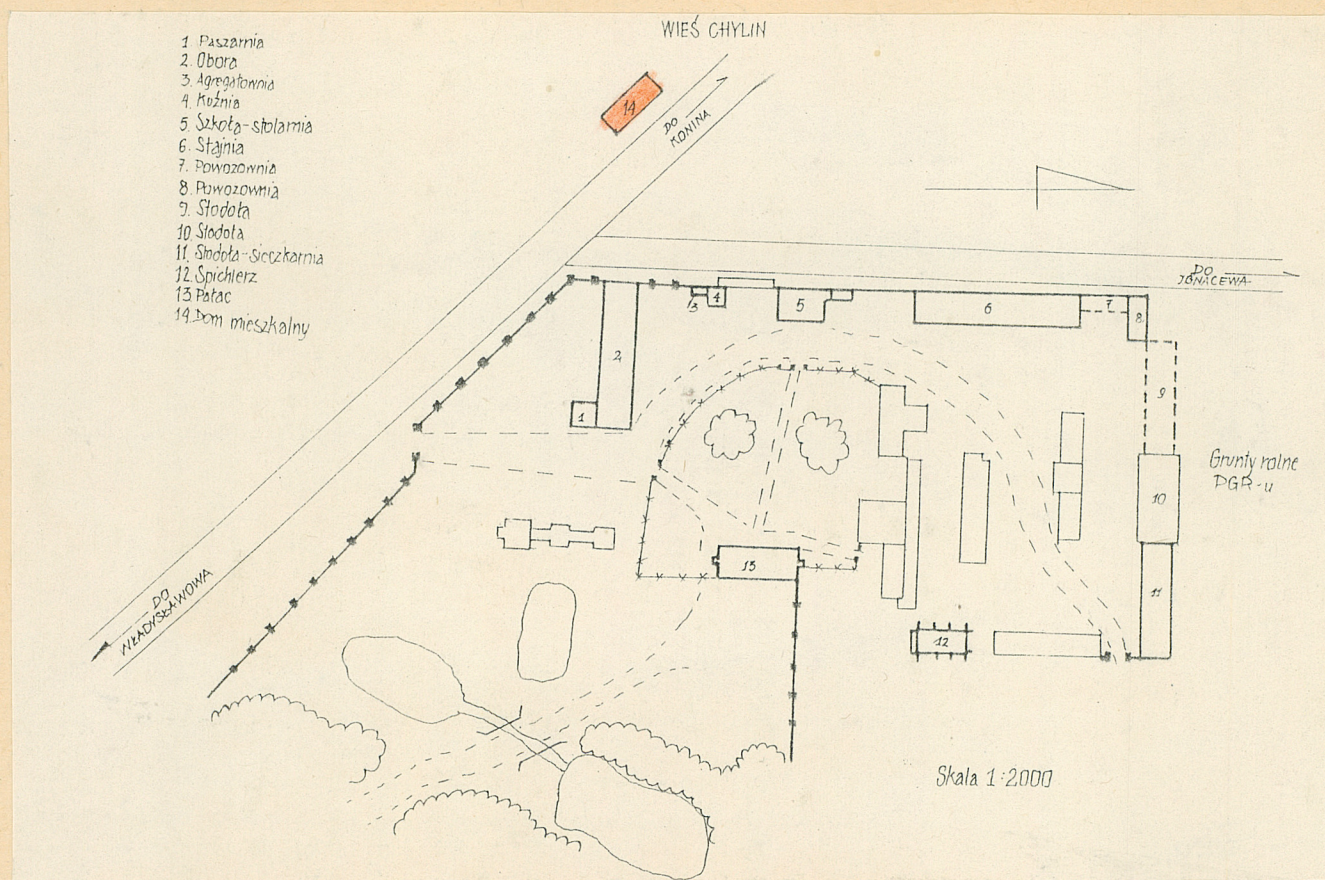 WIEŚ CHYLIN
1 Paszarnia
2. Obora
3. Agregatownia
4. Kuźnia
5. Szkoła-stolarnia
6. Stajnia
7. Powozownia
8. Powozownia
9. Stodoła
10 Stodoła
11. Stodoła-sieczkarnia
12 Spichlerz
13. Pałac
14. Dom mieszkalny
14
DO
KONINA
DO
IGNACEWA
3
4
5
6
7
8
2
1
9
Grunty rolne
PGR-u
10
13
11
12
DO
WŁADYSŁAWOWA
Skala 1:2000